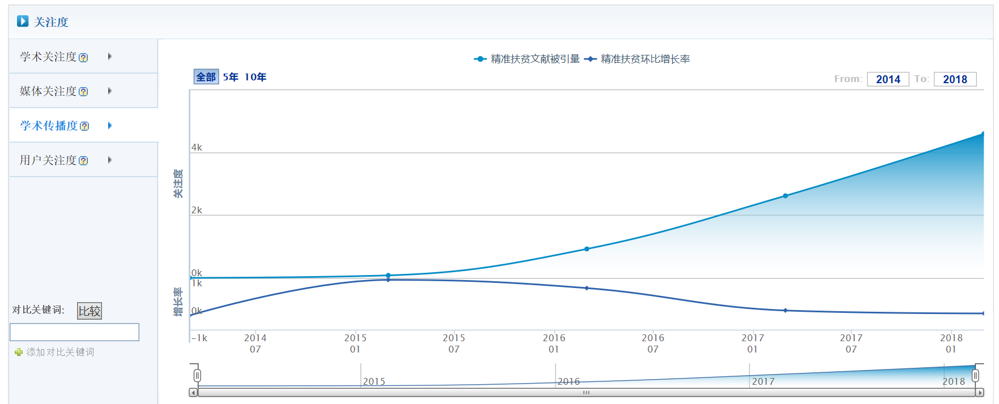 关注度
学术关注度
媒体关注度
学术传播度
用户关注度
对比关键词: 比较
添加对比关键词
精准扶贫文献被引量 精准扶贫环比增长率
全部 5年 10年
From: 2014 To: 2018
关注度
4k
2k
0k
增长率
1k
0k
-1k
2014 07
2015 01
2015 07
2016 01
2016 07
2017 01
2017 07
2018 01
2015 2016 2017 2018